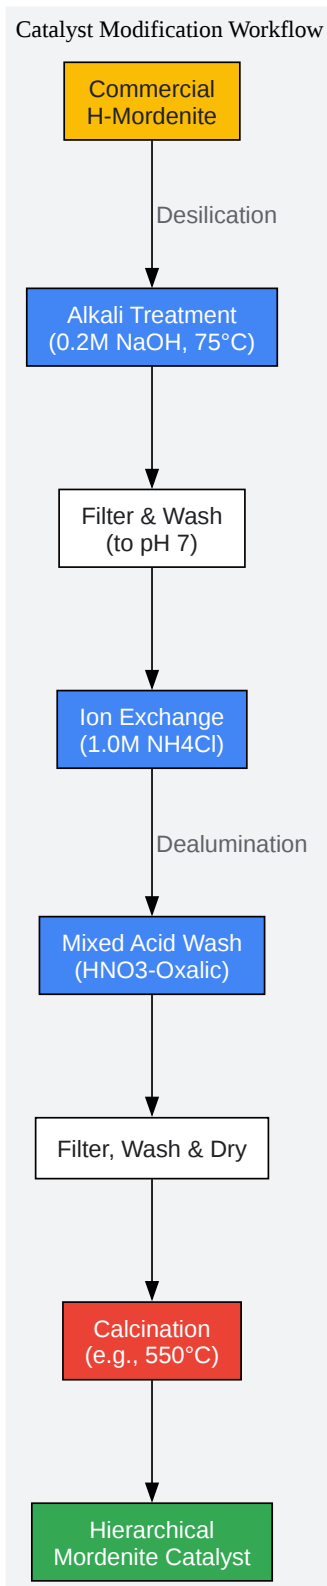 Catalyst Modification Workflow
Commercial
H-Mordenite
Desilication
Alkali Treatment
(0.2M NaOH, 75°C)
Filter & Wash
(to pH 7)
Ion Exchange
(1.0M NH4Cl)
Dealumination
Mixed Acid Wash
(HNO3-Oxalic)
Filter, Wash & Dry
Calcination
(e.g., 550°C)
Hierarchical
Mordenite Catalyst